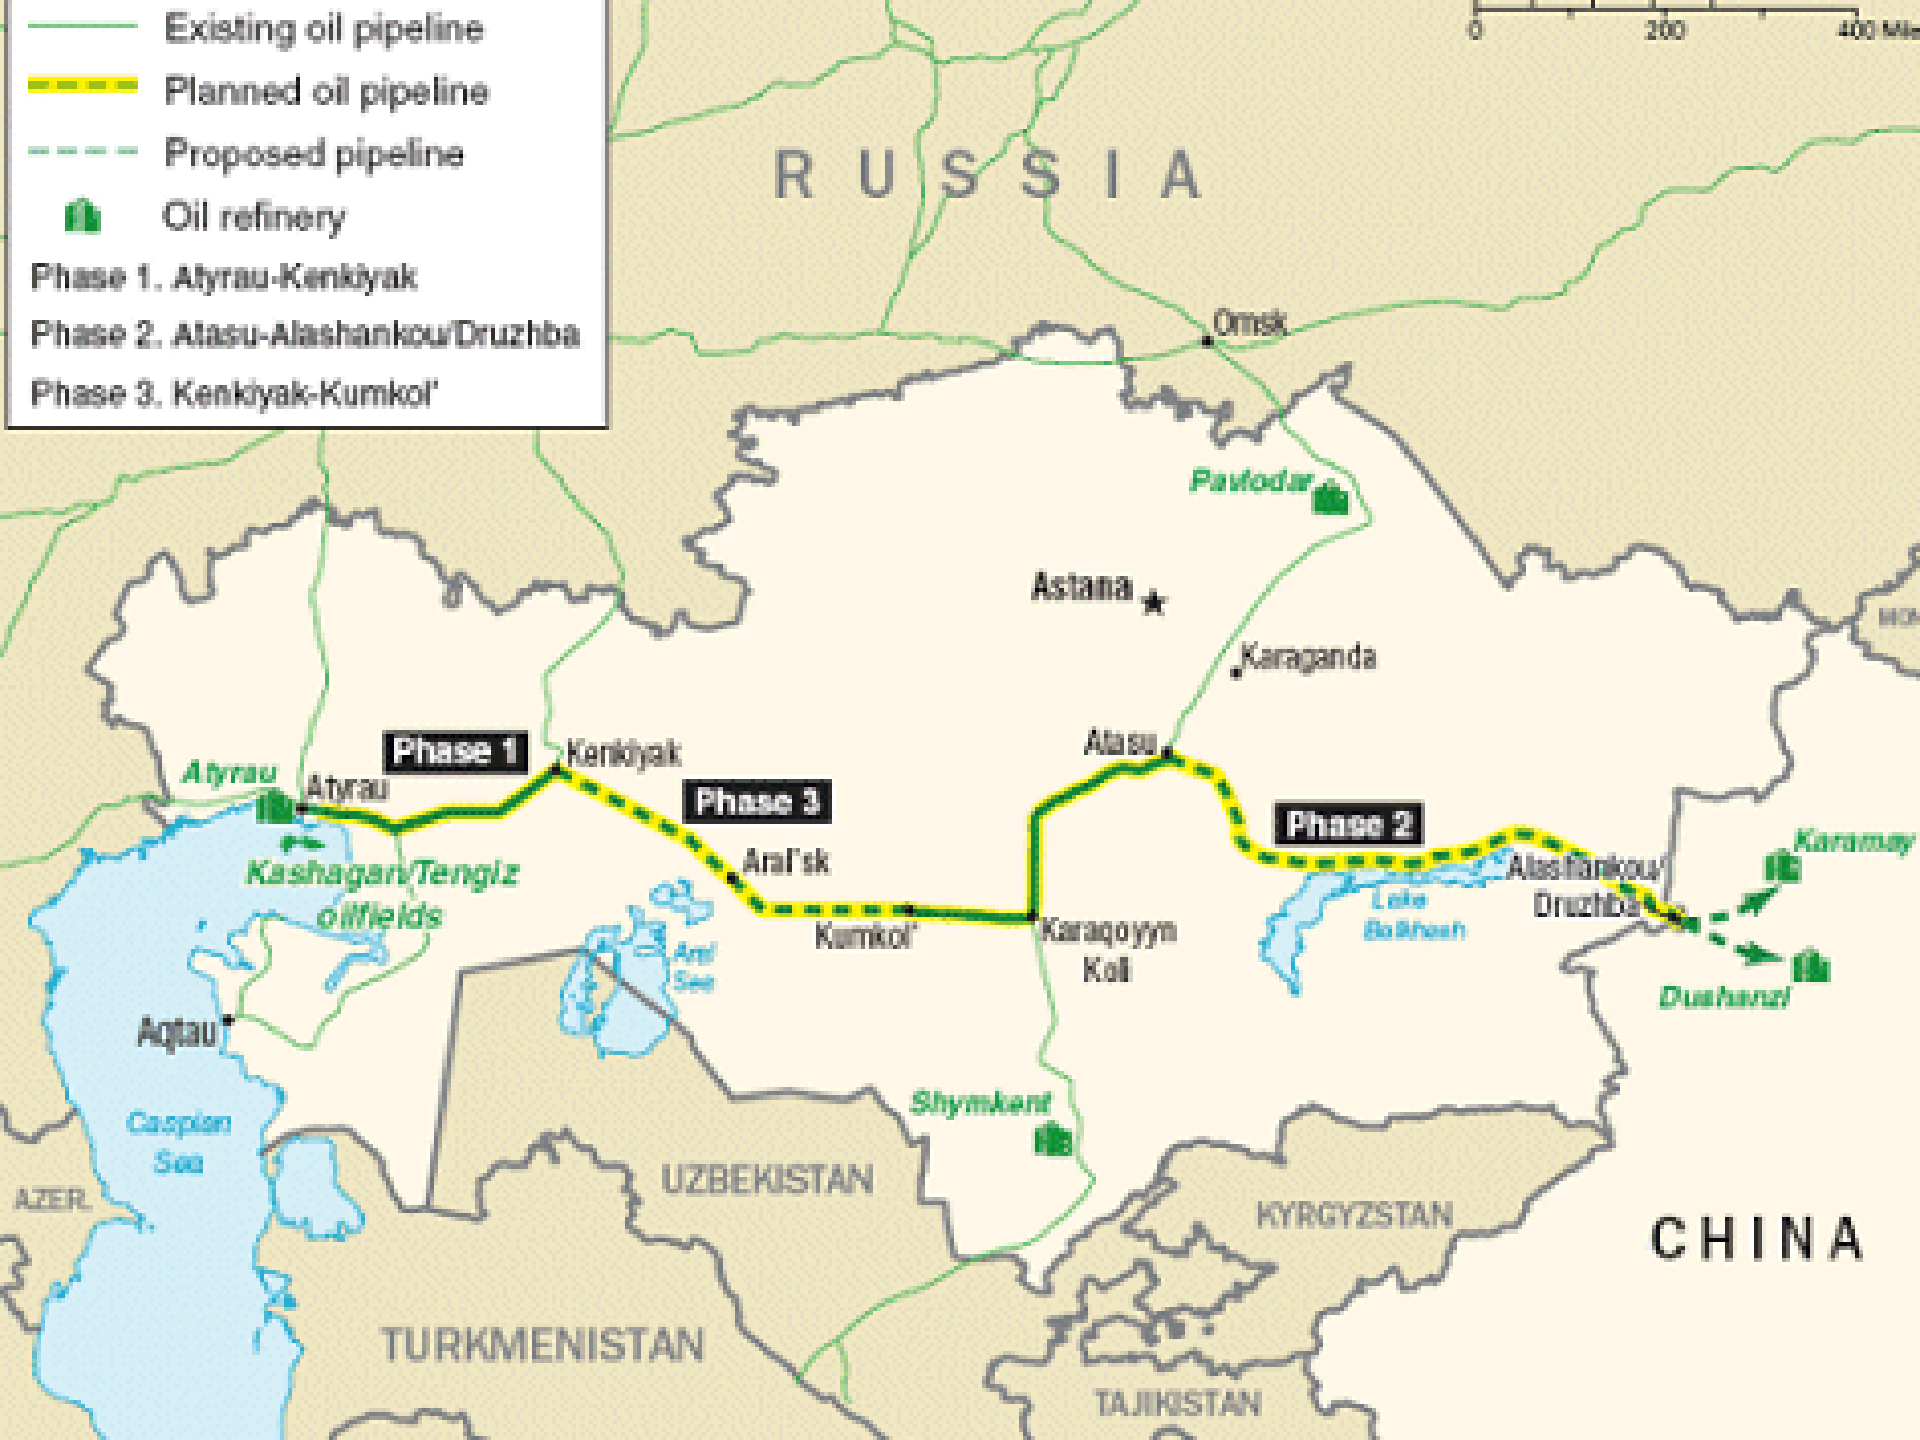 Existing oil pipeline
Planned oil pipeline
Proposed pipeline
Oil refinery
Phase 1. Atyrau-Kenkiyak
Phase 2. Atasu-Alashankou/Druzhba
Phase 3. Kenkiyak-Kumkol'
0 200 400 Mile
RUSSIA
Omsk
Pavlodar
Astana
Karaganda
MON
Phase 1
Kenkiyak
Atasu
Atyrau
Atyrau
Phase 3
Phase 2
Karamay
Kashagan/Tengiz
oilfields
Aral'sk
Alashankou/
Druzhba
Lake
Balkhash
Kumkol'
Karaqoyyn
Koli
Aral
Sea
Dushanzi
Aqtau
Shymkent
Caspian
Sea
AZER.
UZBEKISTAN
KYRGYZSTAN
CHINA
TURKMENISTAN
TAJIKISTAN